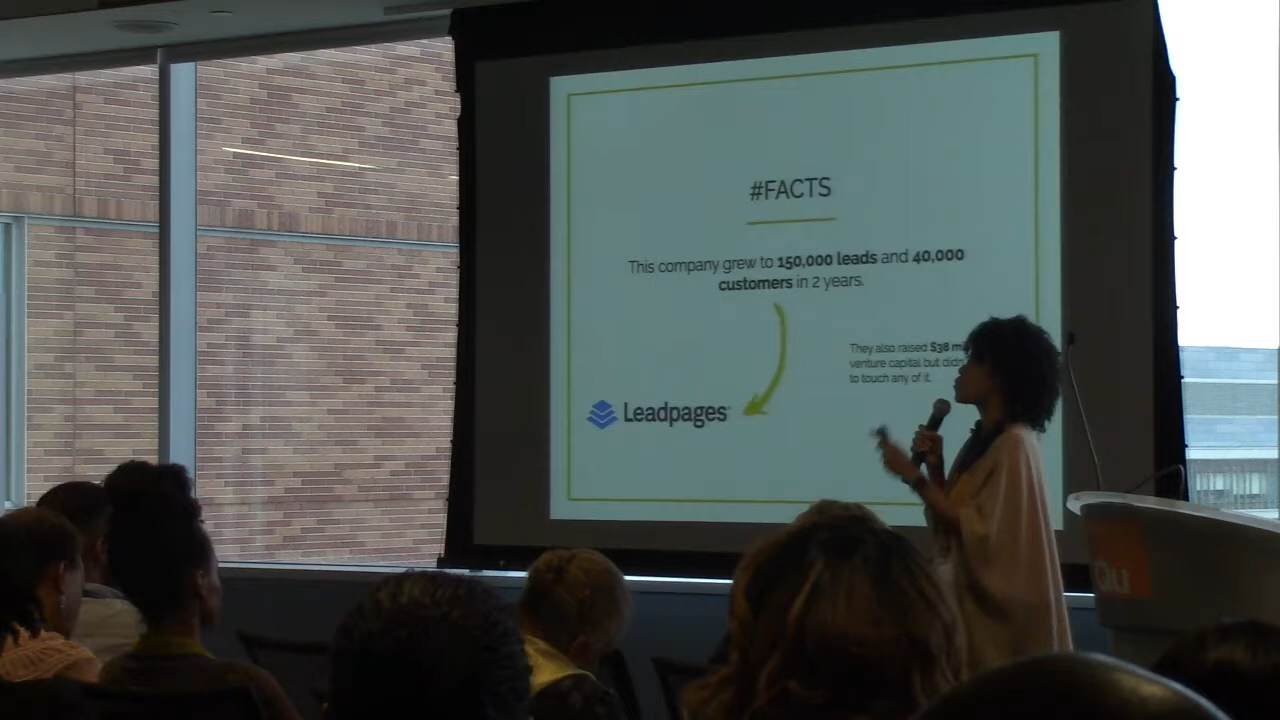 #FACTS
This company grew to 150,000 leads and 40,000
customers in 2 years.
They also raised $38
venture capital but
to touch any of it.
Leadpages